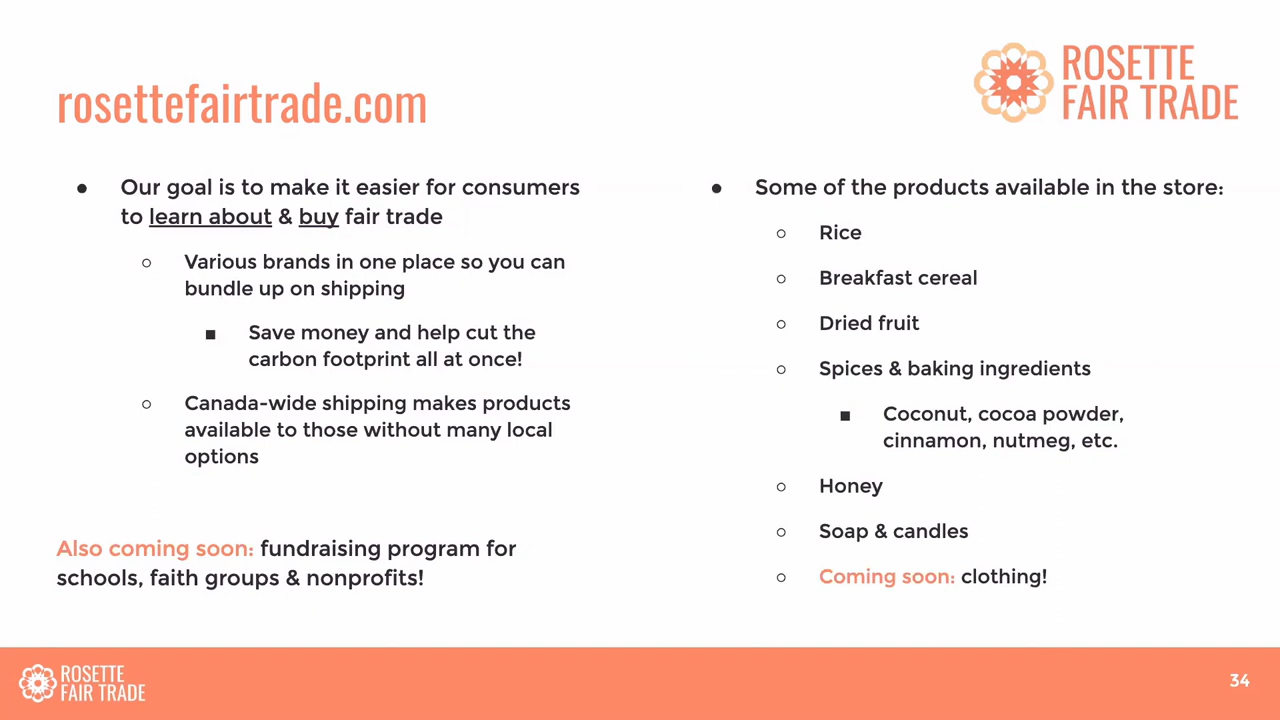 rosettefairtrade.com
ROSETTE
FAIR TRADE
● Our goal is to make it easier for consumers
to learn about & buy fair trade
○ Various brands in one place so you can
bundle up on shipping
■ Save money and help cut the
carbon footprint all at once!
○ Canada-wide shipping makes products
available to those without many local
options
Also coming soon: fundraising program for
schools, faith groups & nonprofits!
● Some of the products available in the store:
○ Rice
○ Breakfast cereal
○ Dried fruit
○ Spices & baking ingredients
■ Coconut, cocoa powder,
cinnamon, nutmeg, etc.
○ Honey
○ Soap & candles
○ Coming soon: clothing!
ROSETTE
FAIR TRADE
34